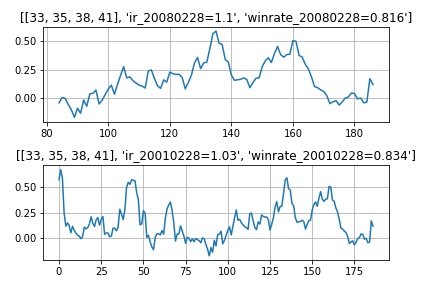 [[33, 35, 38, 41], 'ir_20080228=1.1', 'winrate_20080228=0.816']
0.50
0.25
0.00
80 100 120 140 160 180
[[33, 35, 38, 41], 'ir_20010228=1.03', 'winrate_20010228=0.834']
0.50
0.25
0.00
0 25 50 75 100 125 150 175